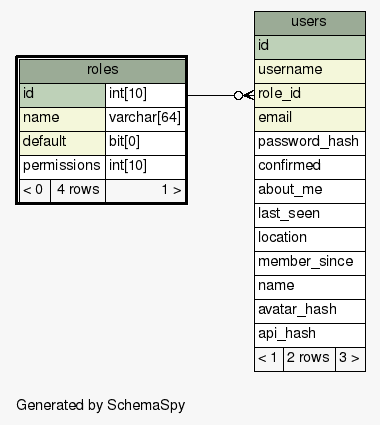 roles
id int[10]
name varchar[64]
default bit[0]
permissions int[10]
< 0 4 rows 1 >
users
id
username
role_id
email
password_hash
confirmed
about_me
last_seen
location
member_since
name
avatar_hash
api_hash
< 1 2 rows 3 >
Generated by SchemaSpy